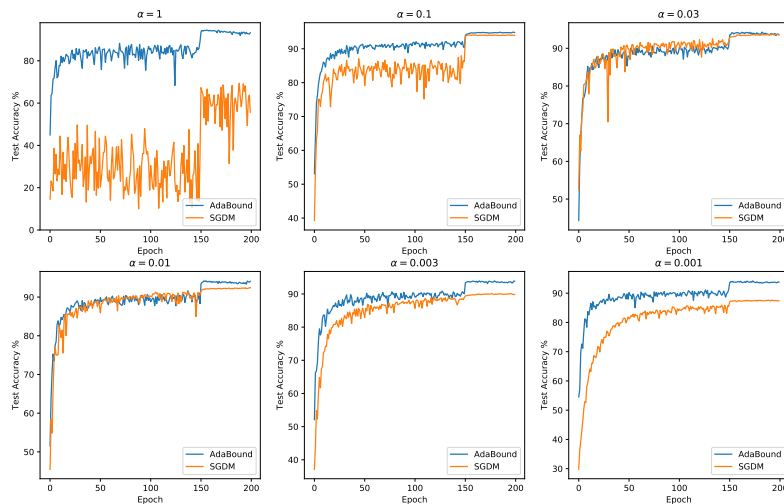 α = 1
Test Accuracy %
80
60
40
20
0
0 50 100 150 200
Epoch
AdaBound
SGDM
α = 0.1
Test Accuracy %
90
80
70
60
50
40
0 50 100 150 200
Epoch
AdaBound
SGDM
α = 0.03
Test Accuracy %
90
80
70
60
50
0 50 100 150 200
Epoch
AdaBound
SGDM
α = 0.01
Test Accuracy %
90
80
70
60
50
0 50 100 150 200
Epoch
AdaBound
SGDM
α = 0.003
Test Accuracy %
90
80
70
60
50
40
0 50 100 150 200
Epoch
AdaBound
SGDM
α = 0.001
Test Accuracy %
90
80
70
60
50
40
30
0 50 100 150 200
Epoch
AdaBound
SGDM